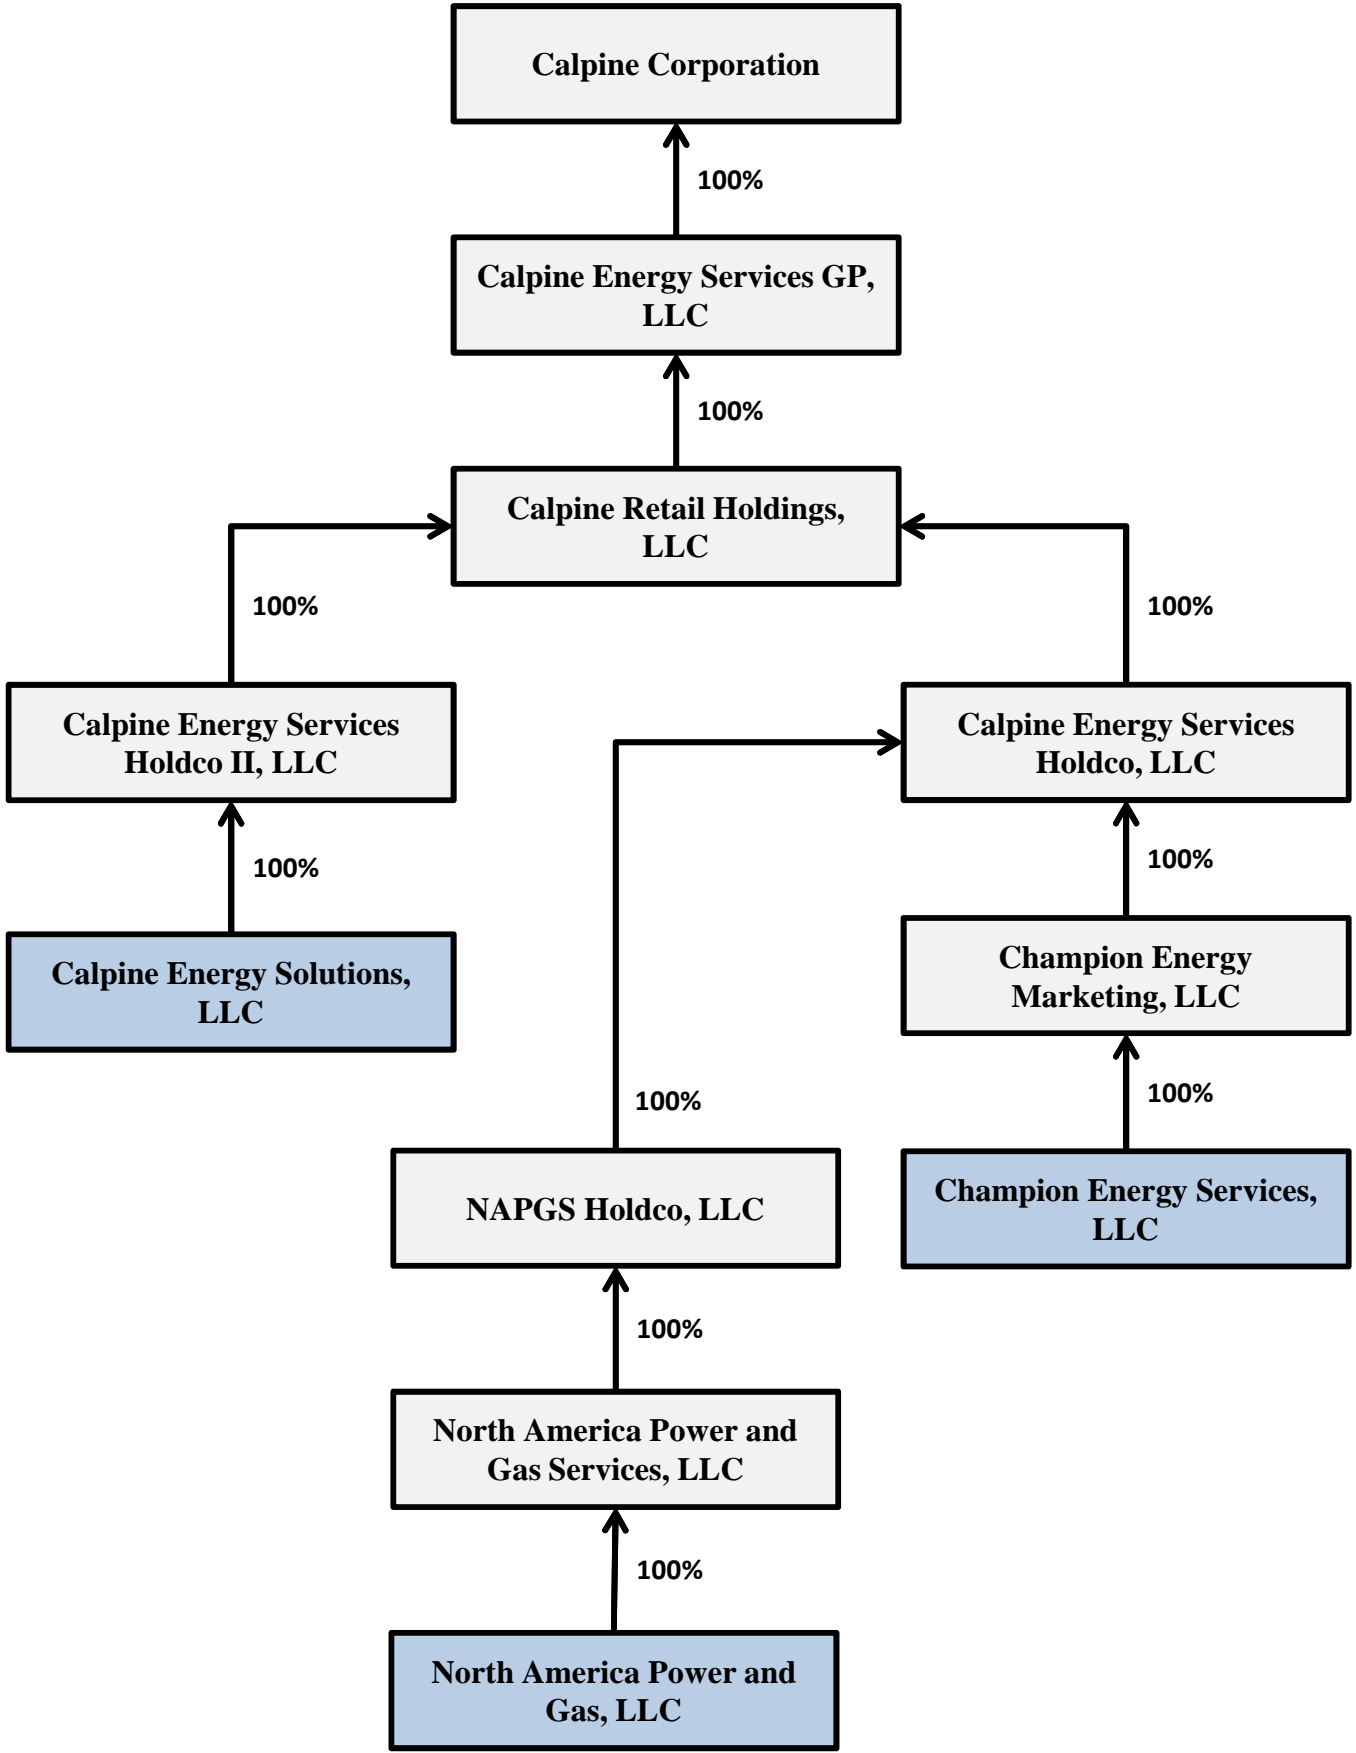 Calpine Corporation
100%
Calpine Energy Services GP,
LLC
100%
Calpine Retail Holdings,
LLC
100%
100%
Calpine Energy Services
Holdco II, LLC
Calpine Energy Services
Holdco, LLC
100%
100%
Calpine Energy Solutions,
LLC
Champion Energy
Marketing, LLC
100%
100%
NAPGS Holdco, LLC
Champion Energy Services,
LLC
100%
North America Power and
Gas Services, LLC
100%
North America Power and
Gas, LLC